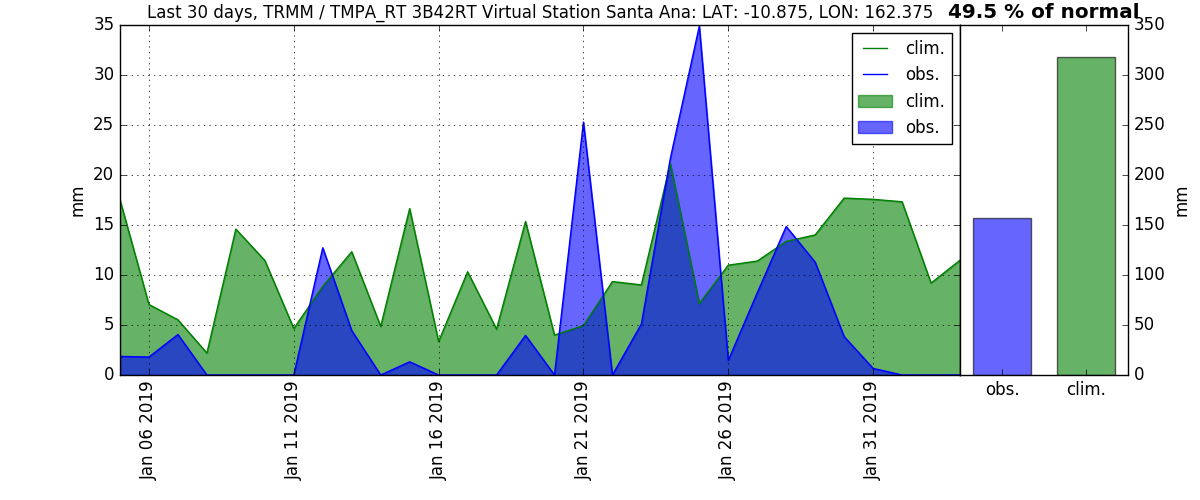 Last 30 days, TRMM / TMPA_RT 3B42RT Virtual Station Santa Ana: LAT: -10.875, LON: 162.375
49.5 % of normal
35
30
25
20
15
10
5
0
mm
clim.
obs.
clim.
obs.
Jan 06 2019
Jan 11 2019
Jan 16 2019
Jan 21 2019
Jan 26 2019
Jan 31 2019
350
300
250
200
150
100
50
0
mm
obs.
clim.